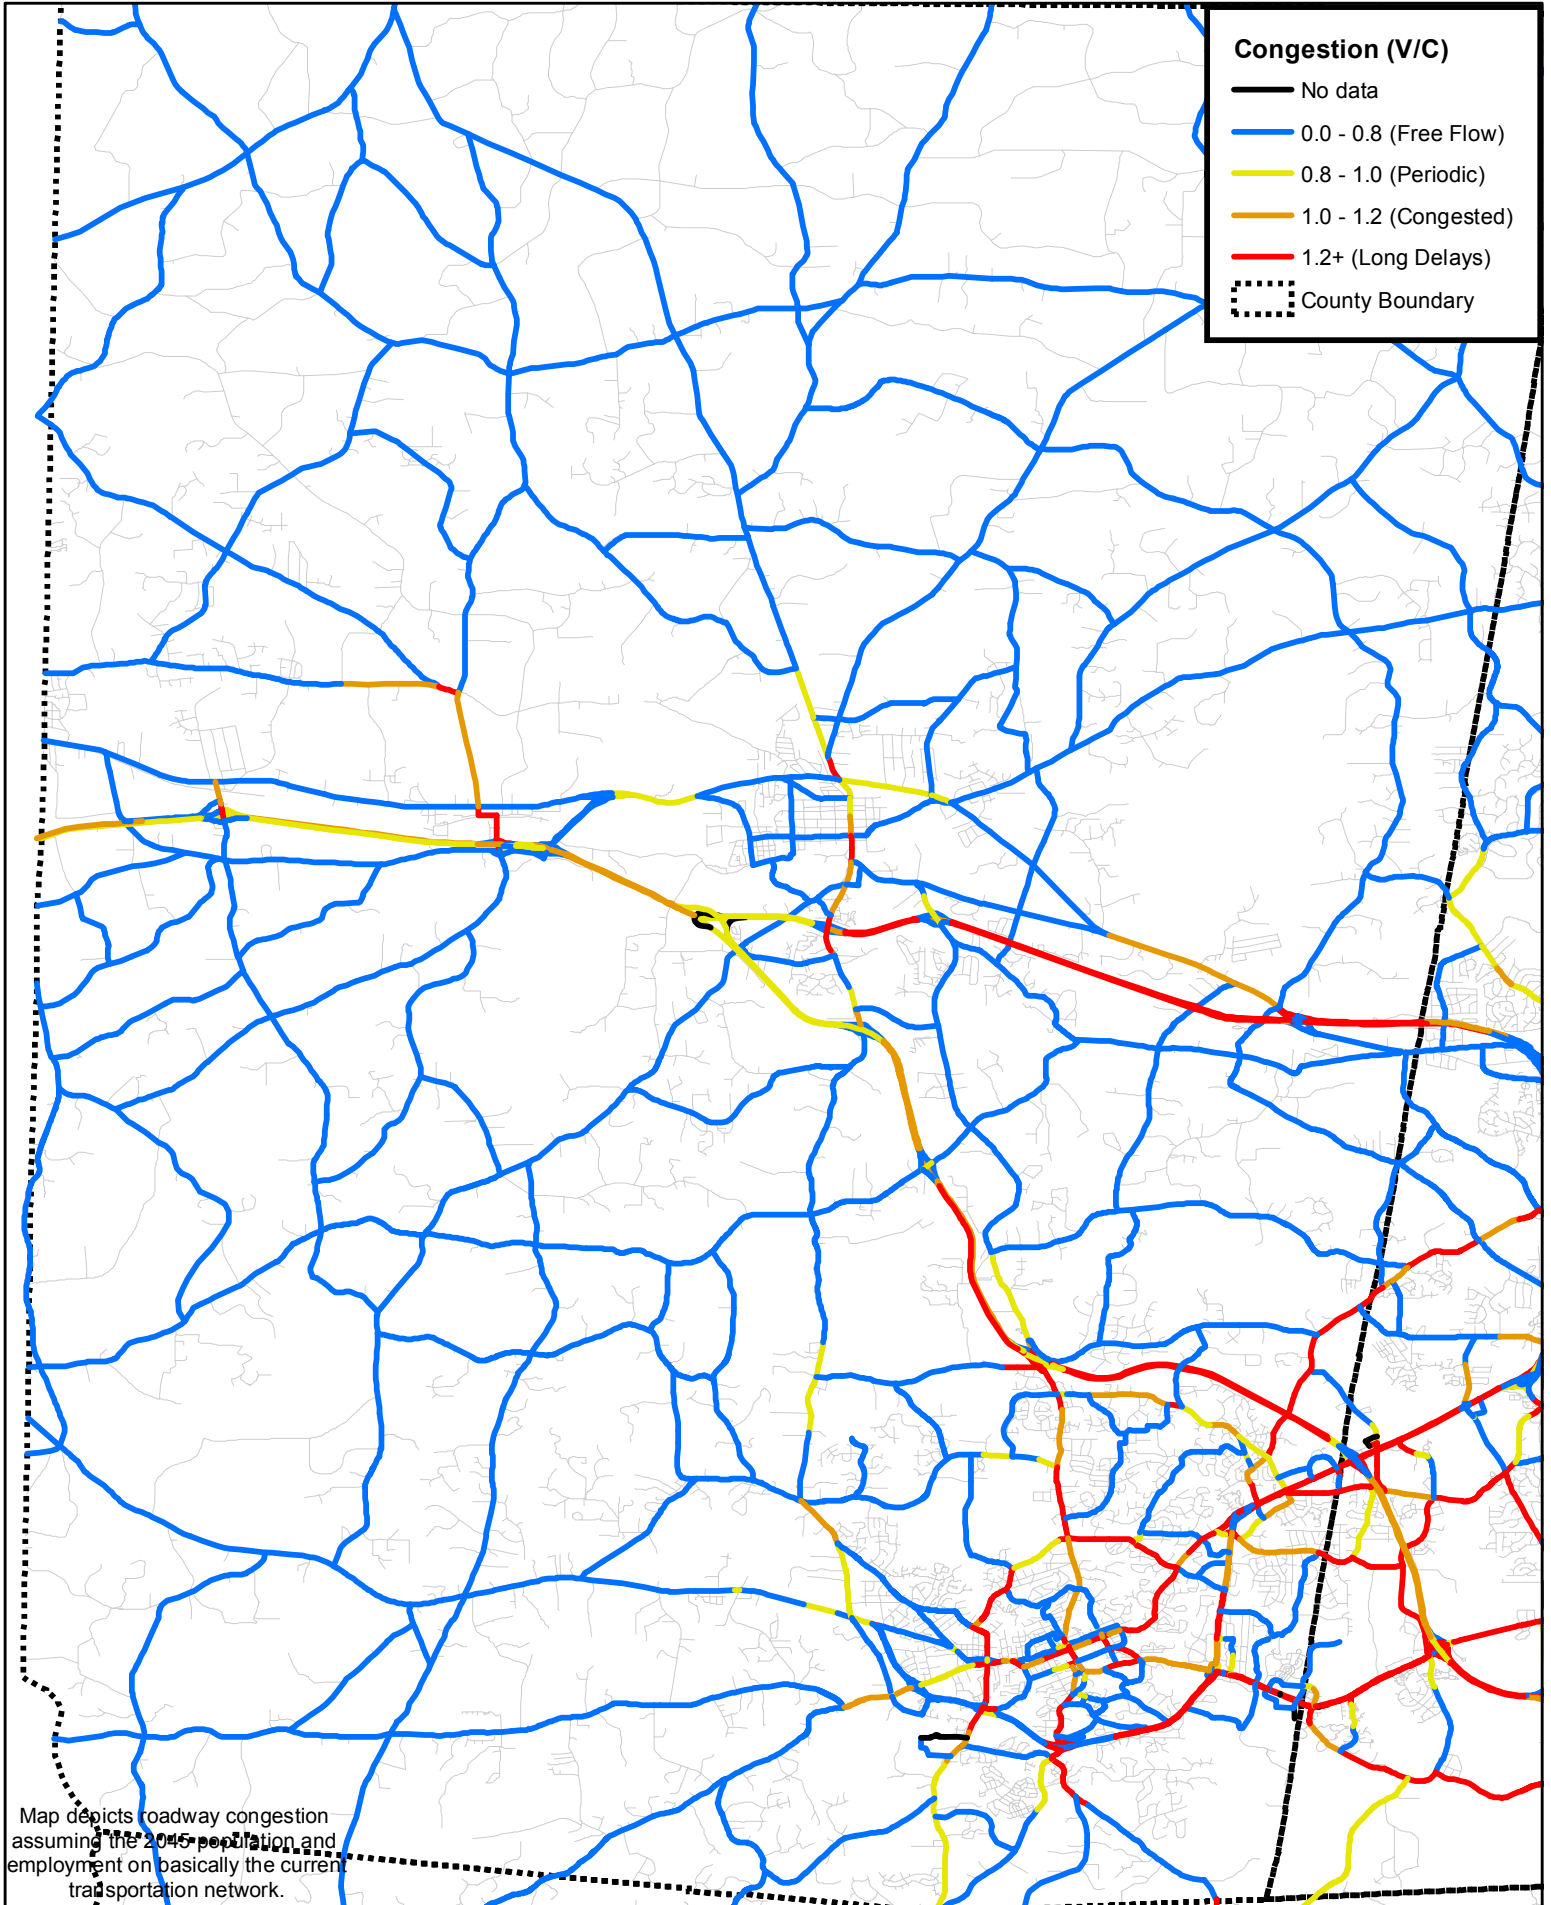 Congestion (V/C)
No data
0.0 - 0.8 (Free Flow)
0.8 - 1.0 (Periodic)
1.0 - 1.2 (Congested)
1.2+ (Long Delays)
County Boundary
Map depicts roadway congestion
assuming the 2045 population and
employment on basically the current
transportation network.